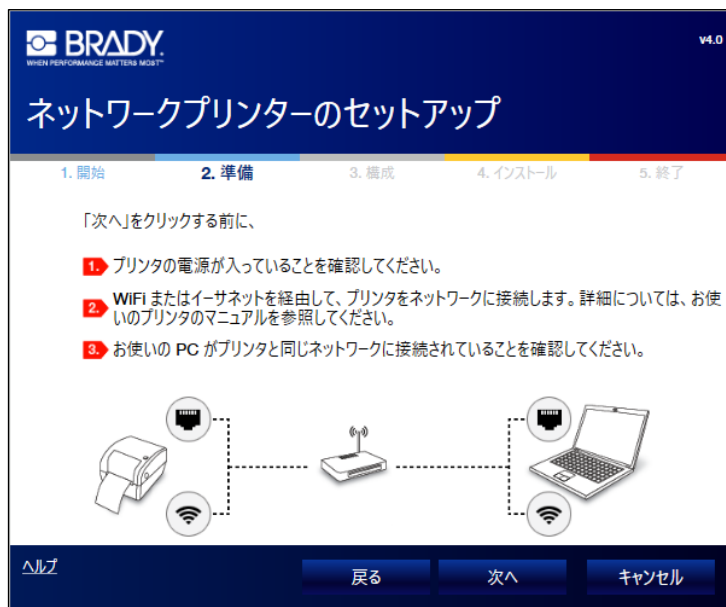 BRADY.
WHEN PERFORMANCE MATTERS MOST™
v4.0
ネットワークプリンターのセットアップ
1. 開始
2. 準備
3. 構成
4. インストール
5. 終了
「次へ」をクリックする前に、
1. プリンタの電源が入っていることを確認してください。
2. WiFi またはイーサネットを経由して、プリンタをネットワークに接続します。詳細については、お使
いのプリンタのマニュアルを参照してください。
3. お使いの PC がプリンタと同じネットワークに接続されていることを確認してください。
ヘルプ
戻る
次へ
キャンセル